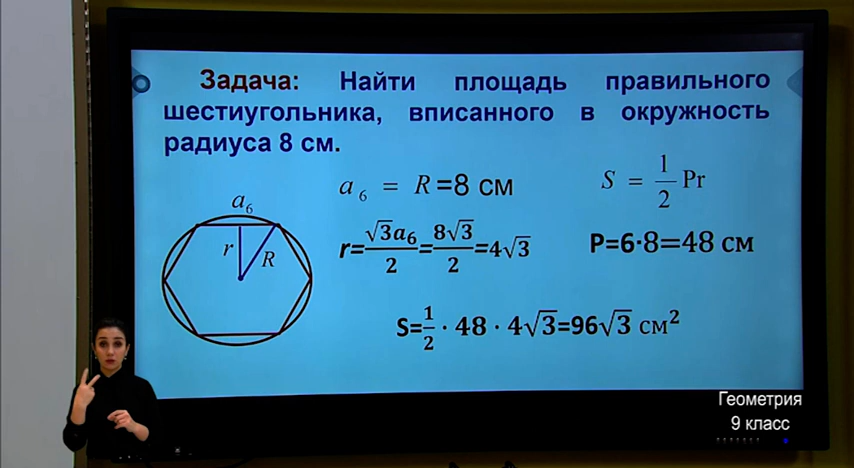 Задача: Найти площадь правильного
шестиугольника, вписанного в окружность
радиуса 8 см.
a₆ = R=8 см
S = 1/2 Pr
a₆
r
R
r=√3a₆/2=8√3/2=4√3
P=6·8=48 см
S=1/2 · 48 · 4√3=96√3 см²
Геометрия
9 класс